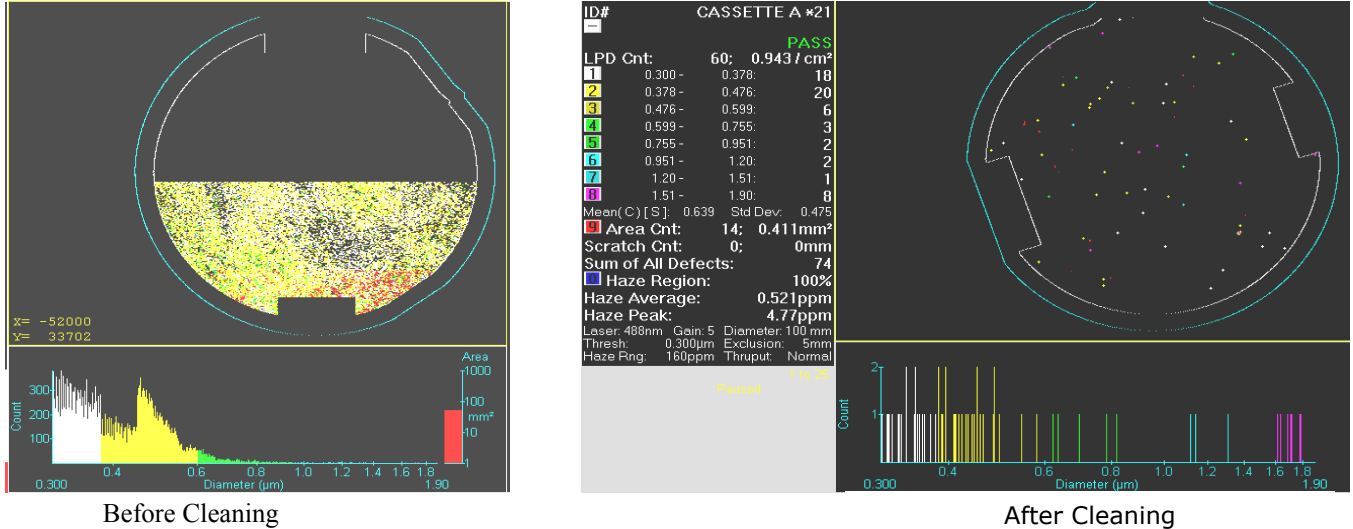 X= -52000
Y= 33702
Area
1000
100
mm²
10
1
Count
300
200
100
0.4
0.6
0.8
1.0
1.2
1.4
1.6
1.8
0.300
Diameter (µm)
1.90
Before Cleaning
ID# CASSETTE A *21
PASS
LPD Cnt: 60; 0.943 / cm²
1 0.300 - 0.378: 18
2 0.378 - 0.476: 20
3 0.476 - 0.599: 6
4 0.599 - 0.755: 3
5 0.755 - 0.951: 2
6 0.951 - 1.20: 2
7 1.20 - 1.51: 1
8 1.51 - 1.90: 8
Mean( C ) [ S ]: 0.639 Std Dev: 0.475
9 Area Cnt: 14; 0.411mm²
Scratch Cnt: 0; 0mm
Sum of All Defects: 74
0 Haze Region: 100%
Haze Average: 0.521ppm
Haze Peak: 4.77ppm
Laser: 488nm Gain: 5 Diameter: 100 mm
Thresh: 0.300µm Exclusion: 5mm
Haze Rng: 160ppm Thruput: Normal
2
1
Count
0.4
0.6
0.8
1.0
1.2
1.4
1.6
1.8
0.300
Diameter (µm)
1.90
After Cleaning